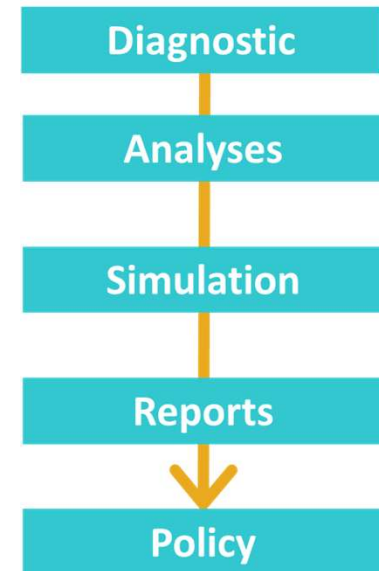 Diagnostic
Analyses
Simulation
Reports
Policy